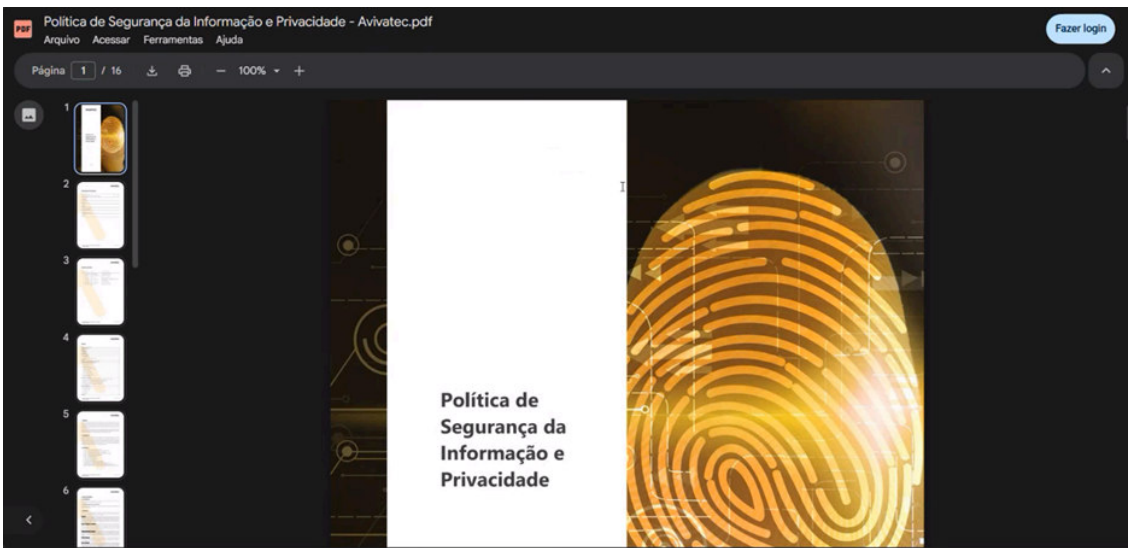 PDF
Política de Segurança da Informação e Privacidade - Avivatec.pdf
Arquivo Acessar Ferramentas Ajuda
Fazer login
Página 1 / 16 − 100% +
1
2
3
4
5
6
Política de
Segurança da
Informação e
Privacidade